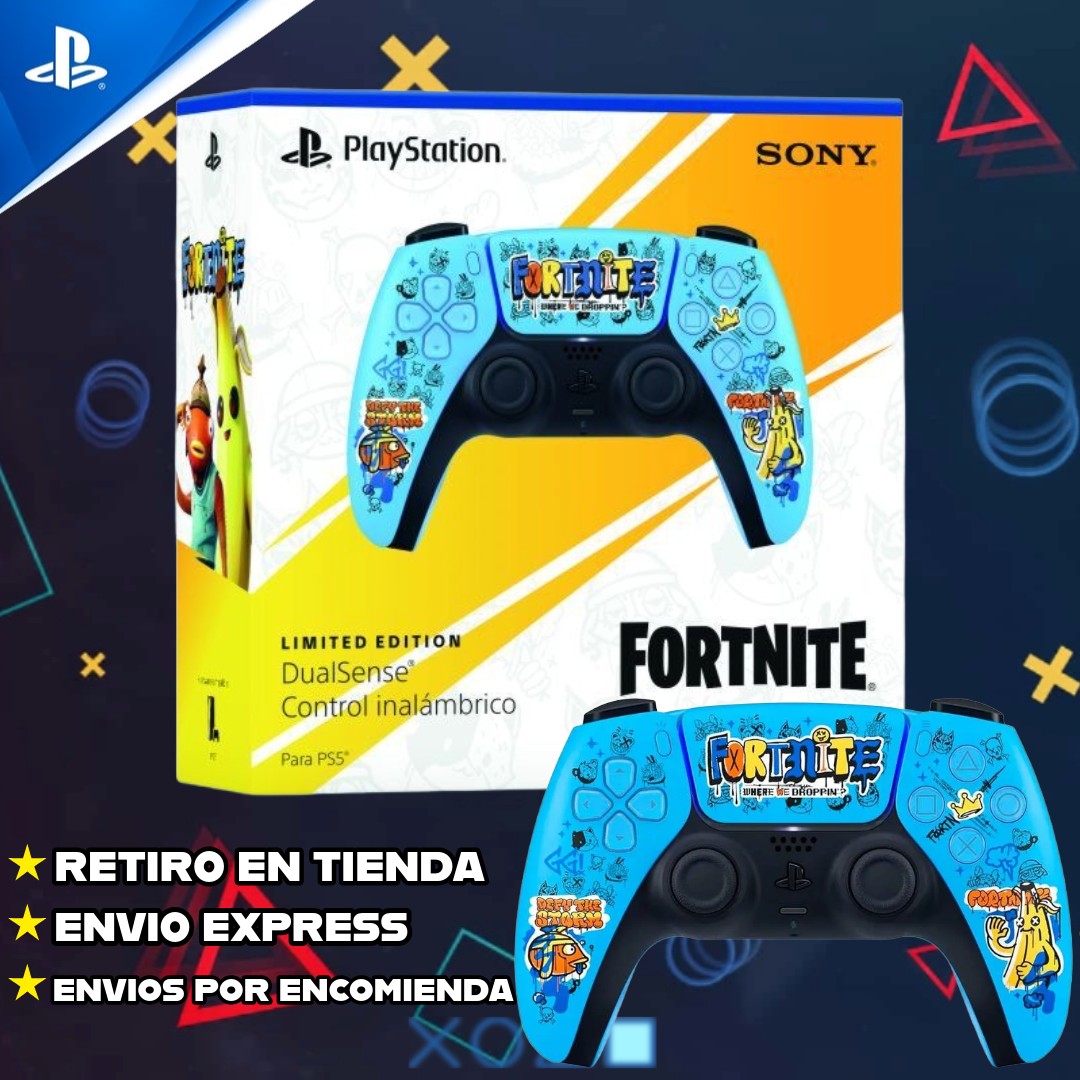 PlayStation®
SONY®
FORTNITE
FORTNITE
WHERE WE DROPPIN'?
DEFY THE
STORM
LIMITED EDITION
DualSense®
Control inalámbrico
Para PS5®
FORTNITE®
FORTNITE
WHERE WE DROPPIN'?
GG!
DEFY THE
STORM
RETIRO EN TIENDA
ENVIO EXPRESS
ENVIOS POR ENCOMIENDA